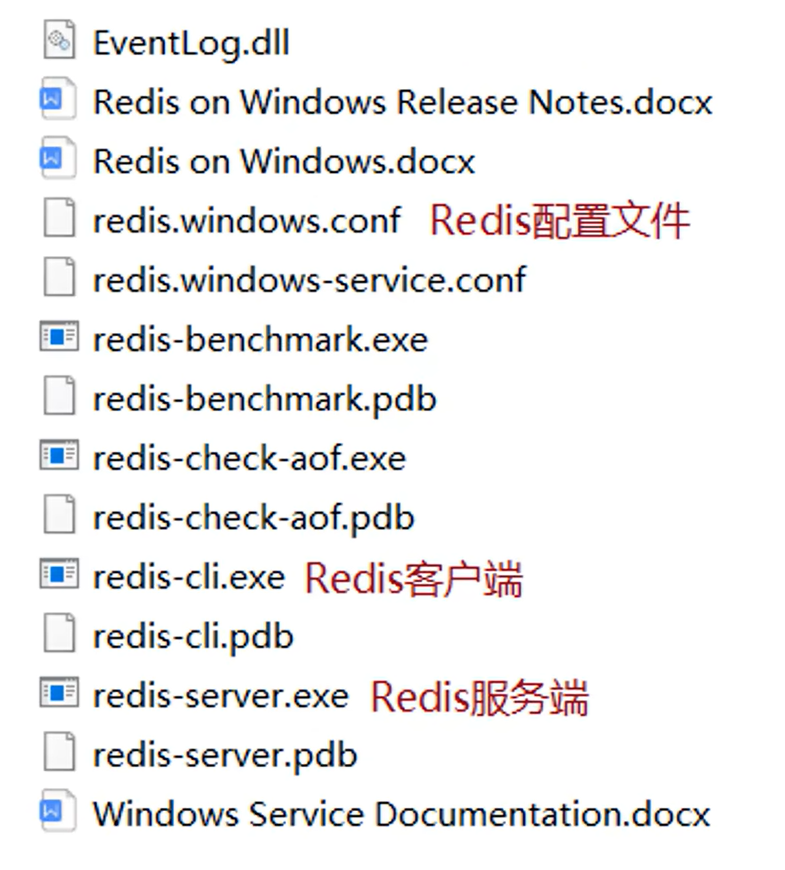 EventLog.dll
Redis on Windows Release Notes.docx
Redis on Windows.docx
redis.windows.conf Redis配置文件
redis.windows-service.conf
redis-benchmark.exe
redis-benchmark.pdb
redis-check-aof.exe
redis-check-aof.pdb
redis-cli.exe Redis客户端
redis-cli.pdb
redis-server.exe Redis服务端
redis-server.pdb
Windows Service Documentation.docx